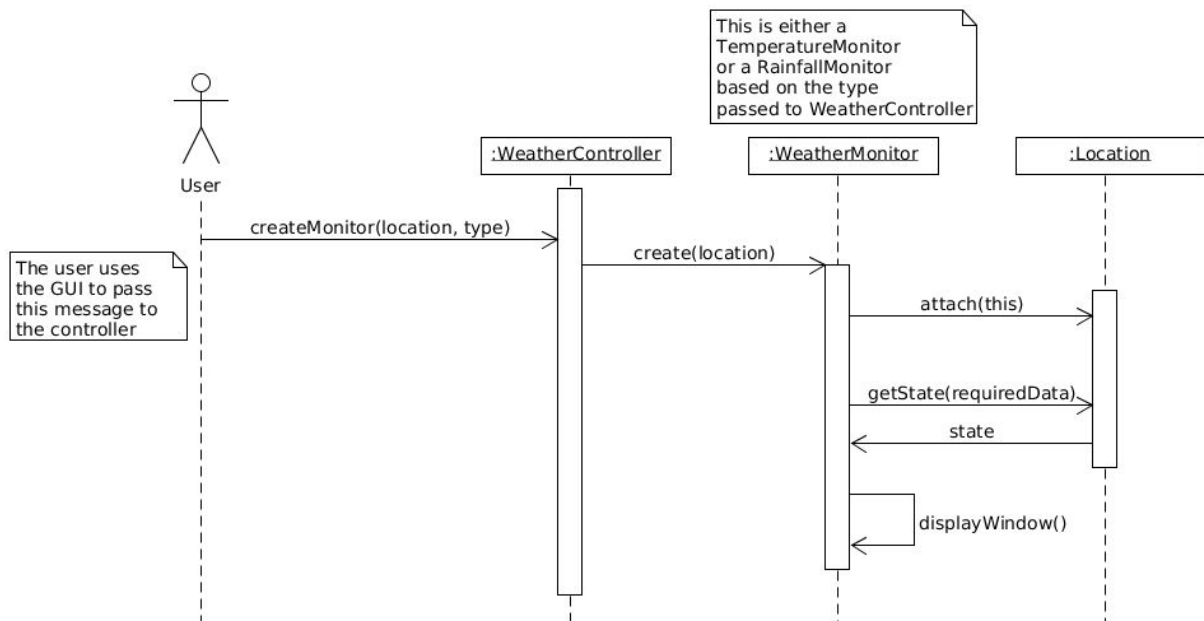 This is either a
TemperatureMonitor
or a RainfallMonitor
based on the type
passed to WeatherController
:WeatherController
:WeatherMonitor
:Location
User
createMonitor(location, type)
The user uses
the GUI to pass
this message to
the controller
create(location)
attach(this)
getState(requiredData)
state
displayWindow()